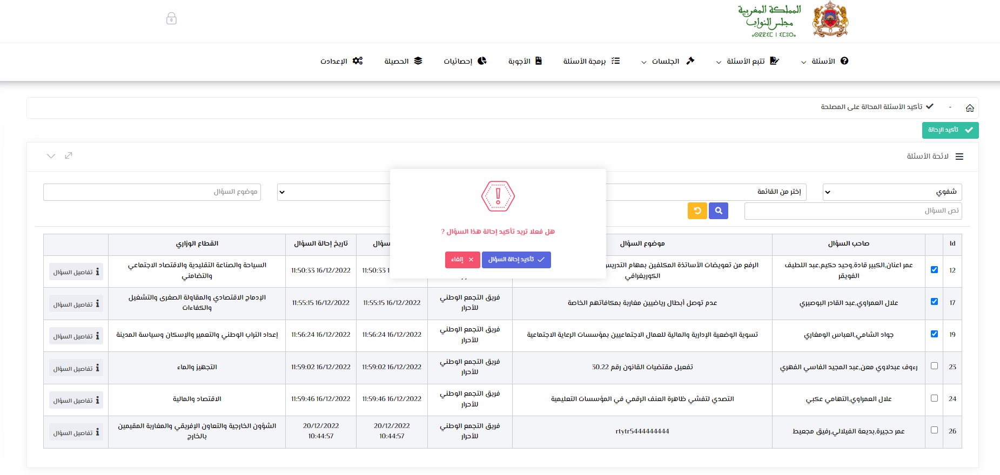 المملكة المغربية
مجلس النواب
0
الأسئلة
تتبع الأسئلة
الجلسات
برمجة الأسئلة
الأجوبة
إحصائيات
الحصيلة
الإعدادت
- تأكيد الأسئلة المحالة على المصلحة
تأكيد الإحالة
لائحة الأسئلة
شفوي
إختر من القائمة
موضوع السؤال
نص السؤال
هل فعلا تريد تأكيد إحالة هذا السؤال ?
تأكيد إحالة السؤال
إلغاء
Id
صاحب السؤال
موضوع السؤال
تاريخ إحالة السؤال
القطاع الوزاري
12
عمر اعنان,الكبير قادة,وحيد حكيم,عبد اللطيف
الفويقر
الرفع من تعويضات الأساتذة المكلفين بمهام التدريس
الكوريغرافي
11:50:33
16/12/2022 11:50:33
السياحة والصناعة التقليدية والاقتصاد الاجتماعي
والتضامني
تفاصيل السؤال
17
علال العمراوي,عبد القادر البوصيري
عدم توصل أبطال رياضيين مغاربة بمكافآتهم الخاصة
فريق التجمع الوطني
للأحرار
16/12/2022 11:55:15
16/12/2022 11:55:15
الإدماج الاقتصادي والمقاولة الصغرى والتشغيل
والكفاءات
تفاصيل السؤال
19
جواد الشامي,العباس الومغاري
تسوية الوضعية الإدارية والمالية للعمال الاجتماعيين بمؤسسات الرعاية الاجتماعية
فريق التجمع الوطني
للأحرار
16/12/2022 11:56:24
16/12/2022 11:56:24
إعداد التراب الوطني والتعمير والإسكان وسياسة المدينة
تفاصيل السؤال
23
رءوف عبدلاوي معن,عبد المجيد الفاسي الفهري
تفعيل مقتضيات القانون رقم 30.22
فريق التجمع الوطني
للأحرار
16/12/2022 11:59:02
16/12/2022 11:59:02
التجهيز والماء
تفاصيل السؤال
24
علال العمراوي,التهامي عكبي
التصدي لتفشي ظاهرة العنف الرقمي في المؤسسات التعليمية
فريق التجمع الوطني
للأحرار
16/12/2022 11:59:46
16/12/2022 11:59:46
الاقتصاد والمالية
تفاصيل السؤال
26
عمر حجيرة,بديعة الفيلالي,رفيق مجعيط
rtytr5444444444
فريق التجمع الوطني
للأحرار
20/12/2022
10:44:57
20/12/2022
10:44:57
الشؤون الخارجية والتعاون الإفريقي والمغاربة المقيمين
بالخارج
تفاصيل السؤال